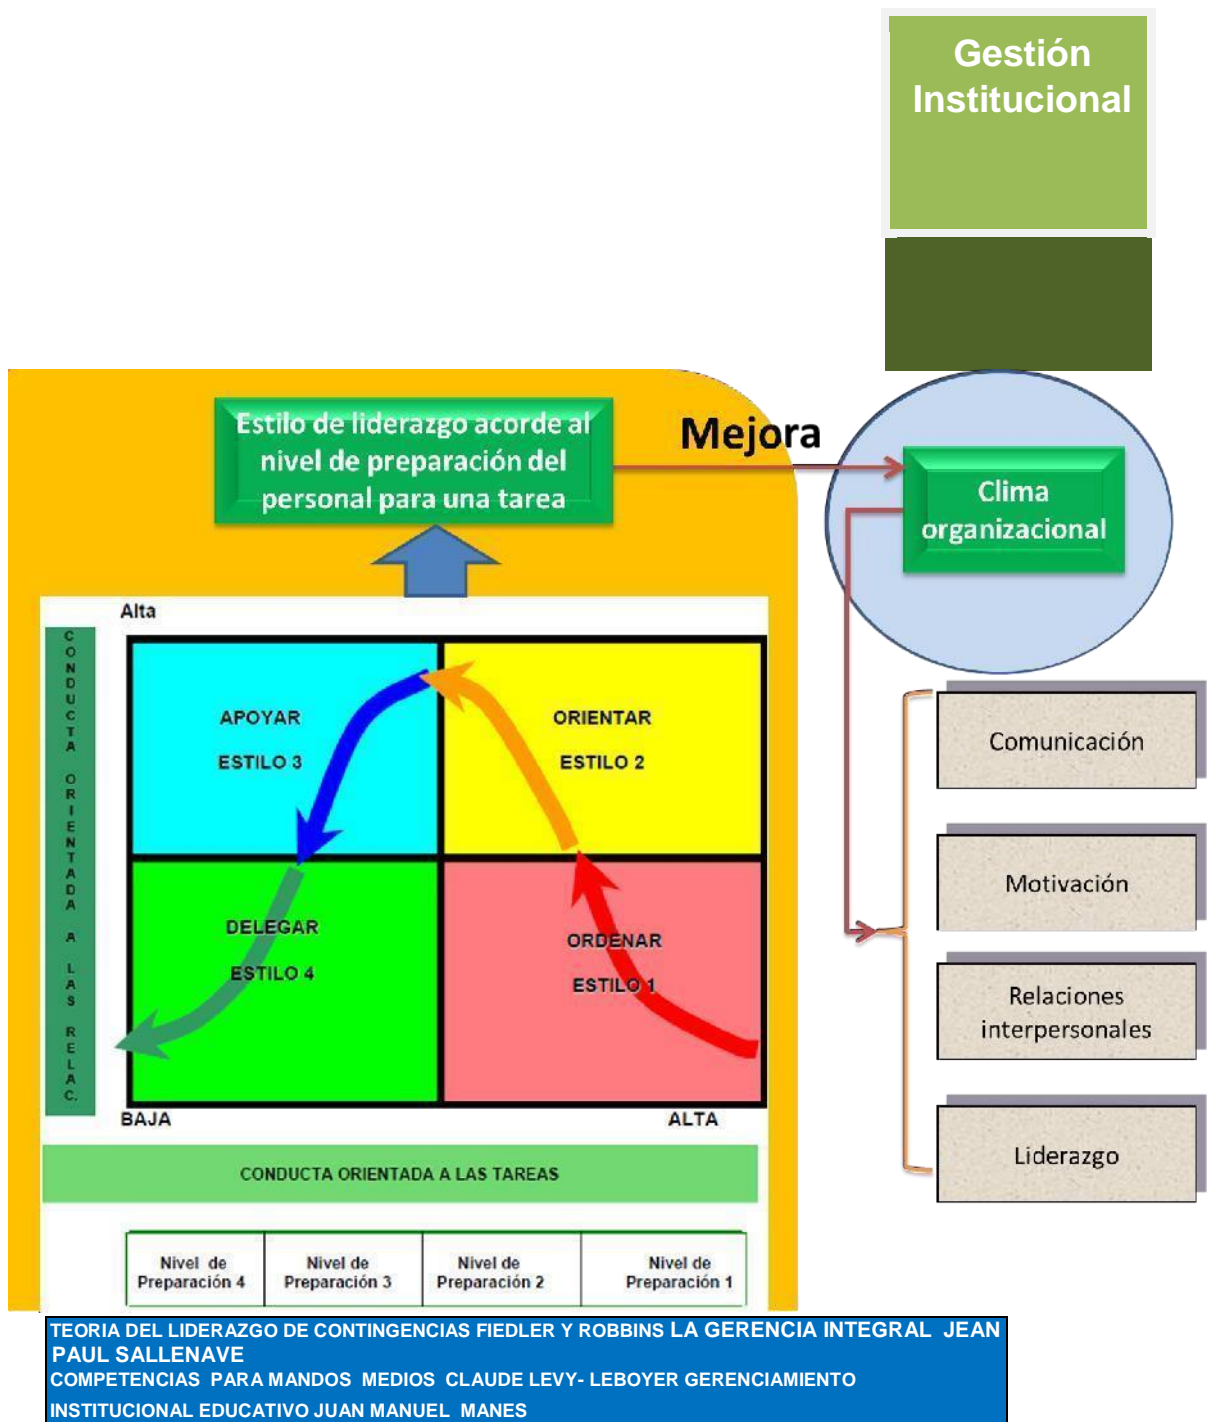 Gestión
Institucional
Estilo de liderazgo acorde al
nivel de preparación del
personal para una tarea
Mejora
Clima
organizacional
Alta
CONDUCTA ORIENTADA A LAS RELAC.
APOYAR
ESTILO 3
ORIENTAR
ESTILO 2
DELEGAR
ESTILO 4
ORDENAR
ESTILO 1
BAJA
ALTA
CONDUCTA ORIENTADA A LAS TAREAS
Nivel de
Preparación 4
Nivel de
Preparación 3
Nivel de
Preparación 2
Nivel de
Preparación 1
Comunicación
Motivación
Relaciones
interpersonales
Liderazgo
TEORIA DEL LIDERAZGO DE CONTINGENCIAS FIEDLER Y ROBBINS LA GERENCIA INTEGRAL JEAN
PAUL SALLENAVE
COMPETENCIAS PARA MANDOS MEDIOS CLAUDE LEVY- LEBOYER GERENCIAMIENTO
INSTITUCIONAL EDUCATIVO JUAN MANUEL MANES